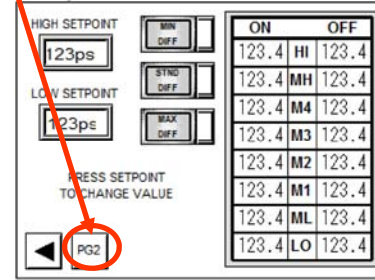 HIGH SETPOINT
123ps
LOW SETPOINT
123ps
MIN
DIFF
STND
DIFF
MAX
DIFF
PRESS SETPOINT
TO CHANGE VALUE
PG2
ON OFF
123.4 HI 123.4
123.4 MH 123.4
123.4 M4 123.4
123.4 M3 123.4
123.4 M2 123.4
123.4 M1 123.4
123.4 ML 123.4
123.4 LO 123.4